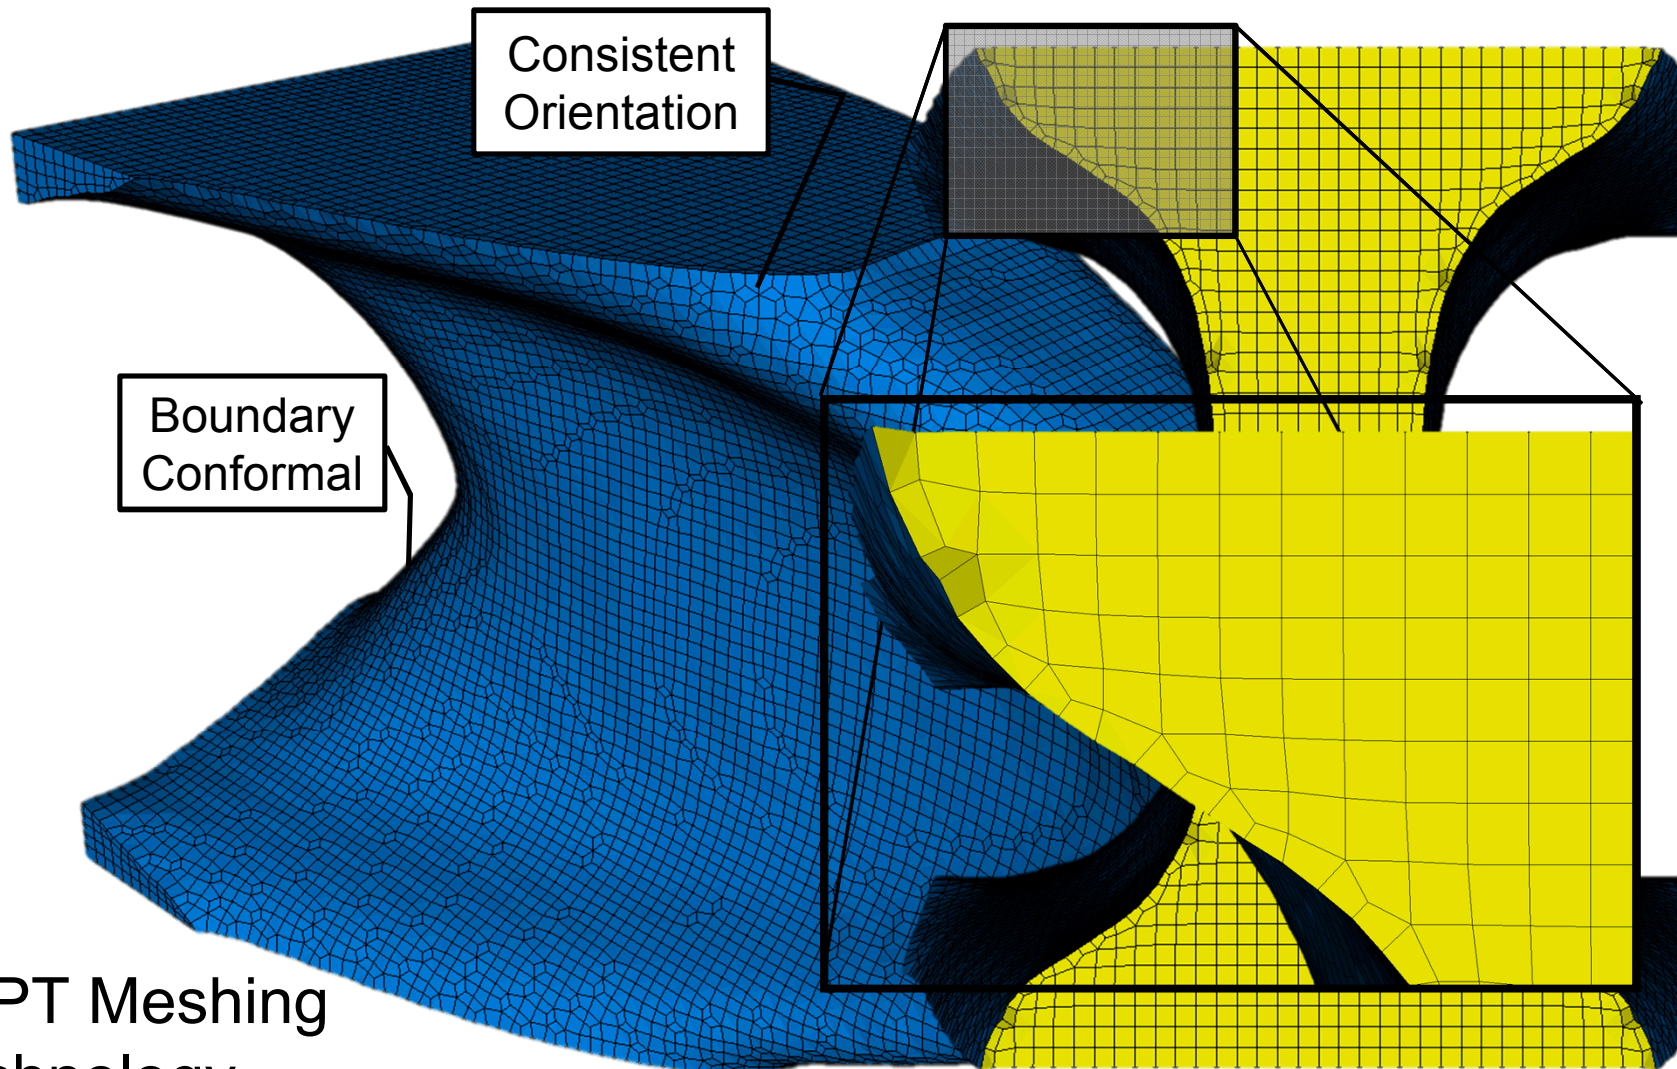 Consistent
Orientation
Boundary
Conformal
PT Meshing